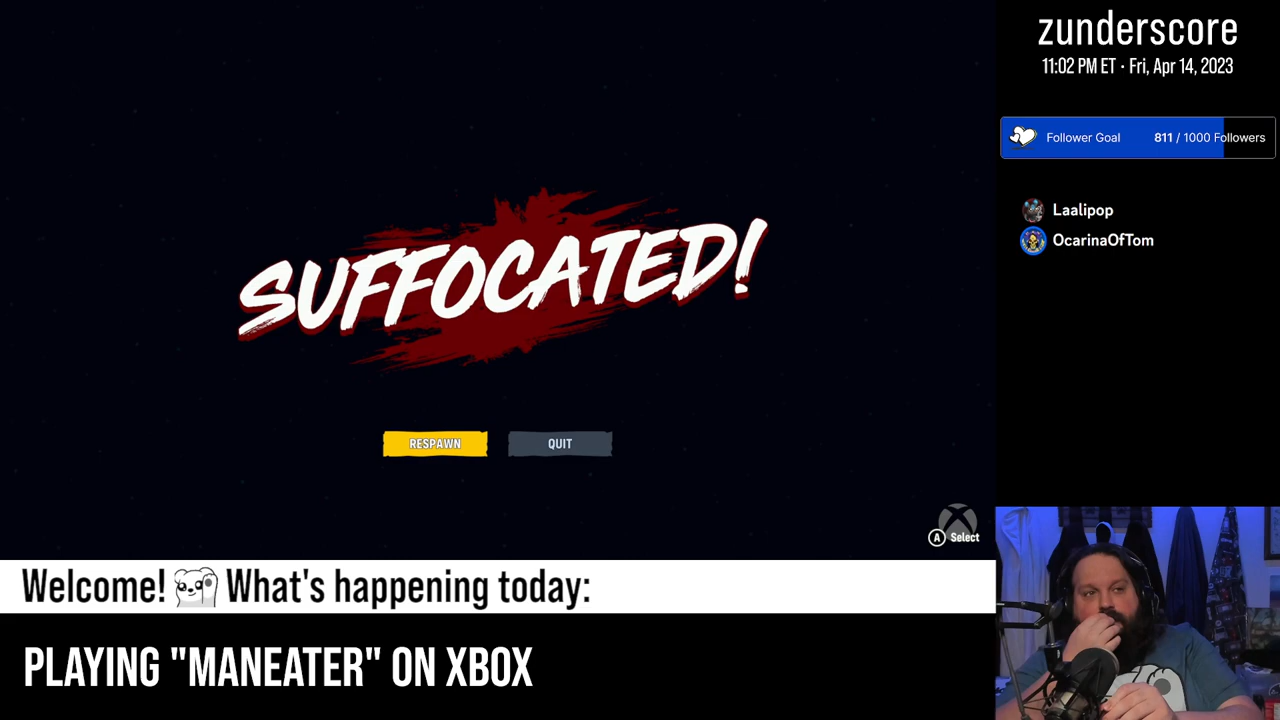 zunderscore
11:02 PM ET · Fri, Apr 14, 2023
Follower Goal 811 / 1000 Followers
Laalipop
OcarinaOfTom
SUFFOCATED!
RESPAWN QUIT
A Select
Welcome! What's happening today:
PLAYING "MANEATER" ON XBOX